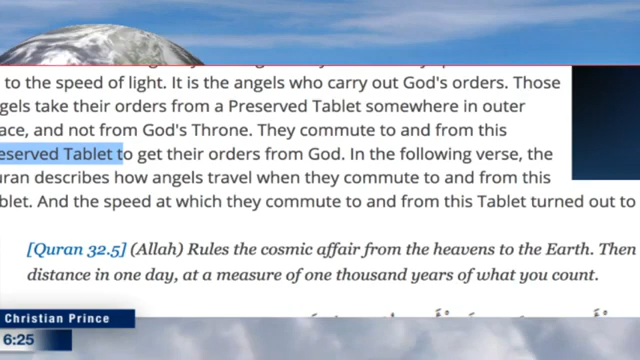 to the speed of light. It is the angels who carry out God's orders. Those
gels take their orders from a Preserved Tablet somewhere in outer
ace, and not from God's Throne. They commute to and from this
eserved Tablet to get their orders from God. In the following verse, the
uran describes how angels travel when they commute to and from this
blet. And the speed at which they commute to and from this Tablet turned out to
[Quran 32.5] (Allah) Rules the cosmic affair from the heavens to the Earth. Then
distance in one day, at a measure of one thousand years of what you count.
Christian Prince
6:25